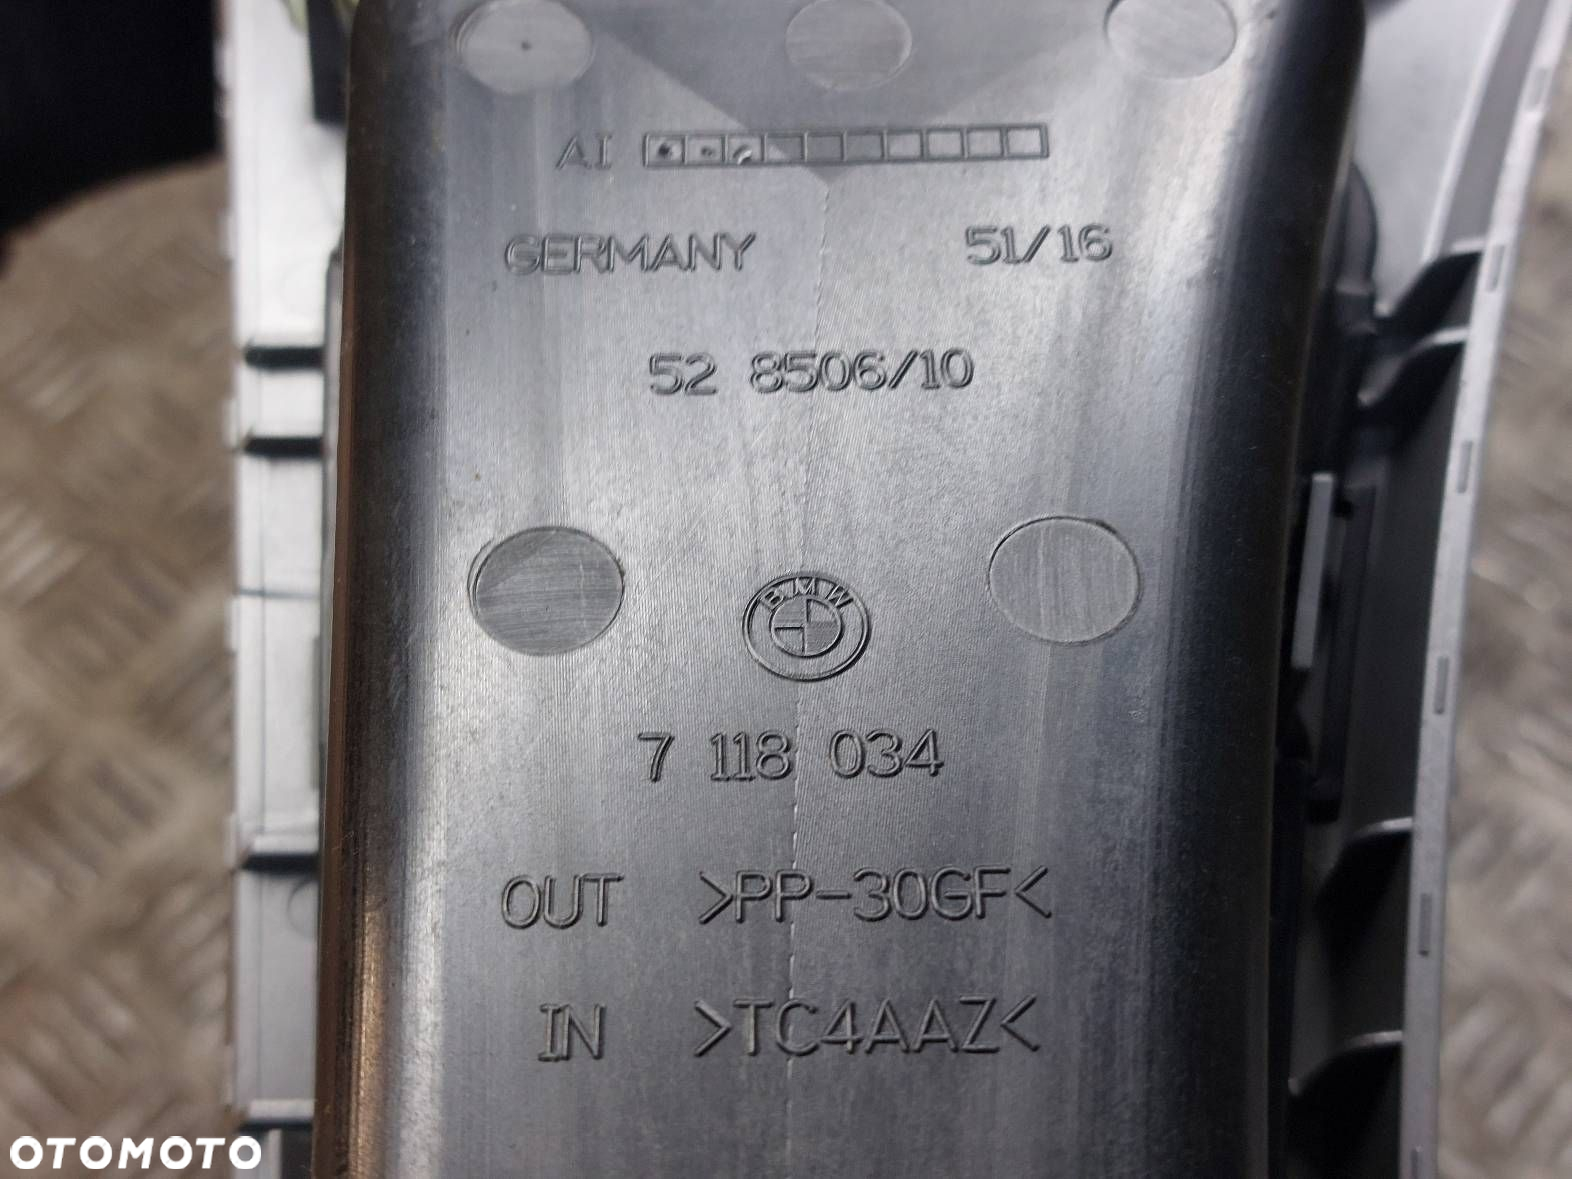 AI
GERMANY 51/16
52 8506/10
BMW
7 118 034
OUT >PP-30GF<
IN >TC4AAZ<
OTOMOTO